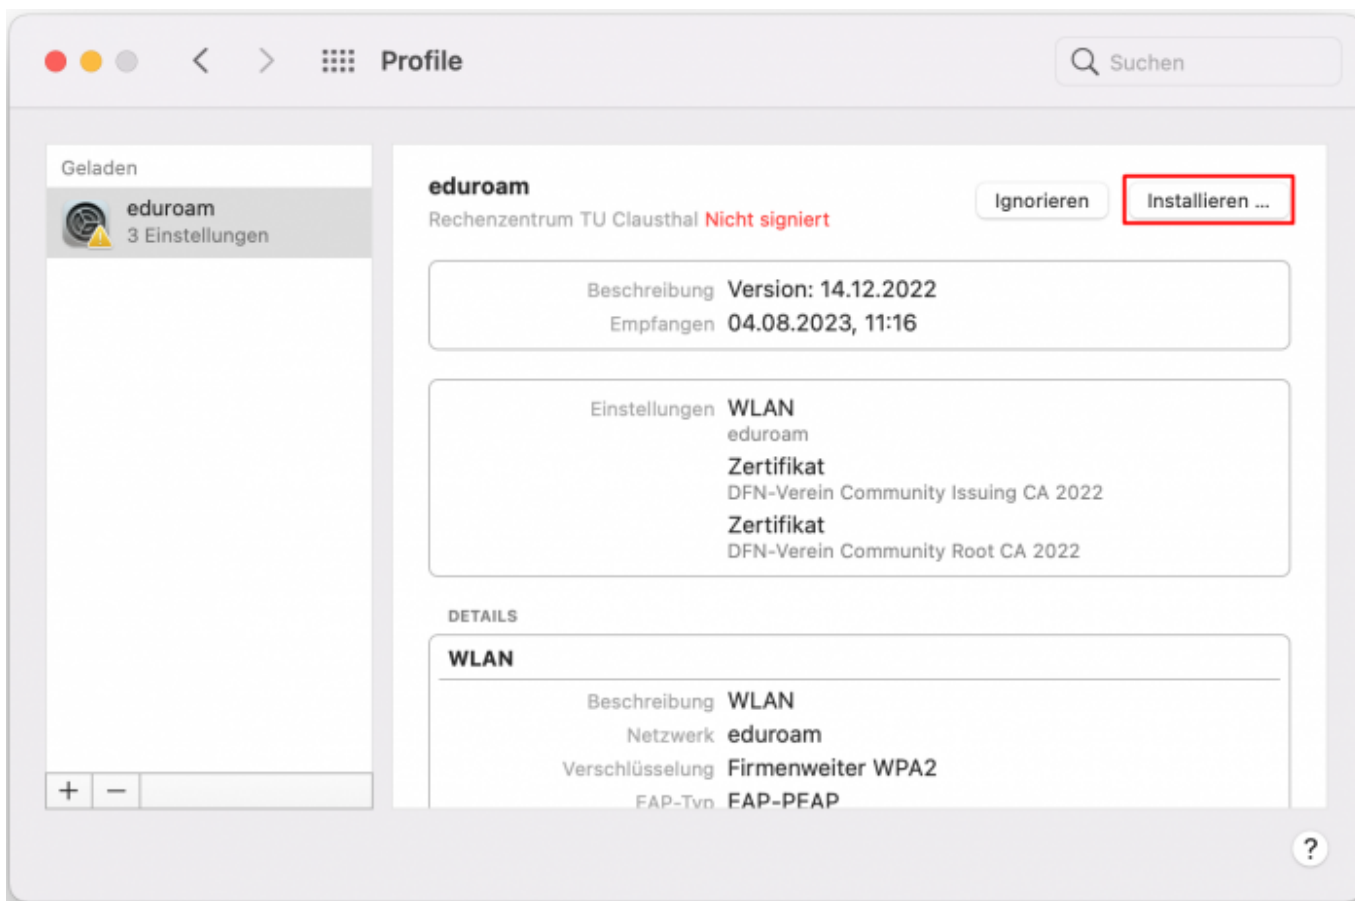 Profile
Suchen
Geladen
eduroam
3 Einstellungen
eduroam
Rechenzentrum TU Clausthal Nicht signiert
Ignorieren
Installieren ...
Beschreibung Version: 14.12.2022
Empfangen 04.08.2023, 11:16
Einstellungen WLAN
eduroam
Zertifikat
DFN-Verein Community Issuing CA 2022
Zertifikat
DFN-Verein Community Root CA 2022
DETAILS
WLAN
Beschreibung WLAN
Netzwerk eduroam
Verschlüsselung Firmenweiter WPA2
EAP-Typ EAP-PEAP
+ −
?